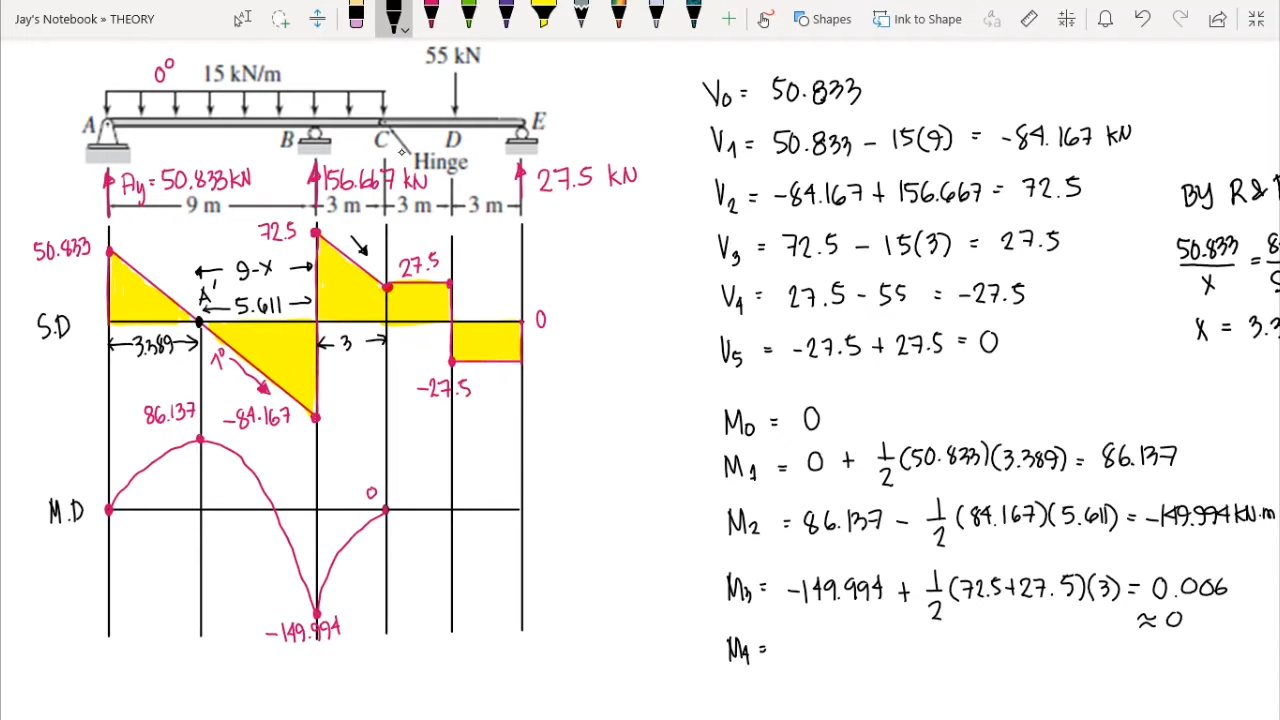 Jay's Notebook » THEORY
Shapes
Ink to Shape
55 kN
0°
15 kN/m
A
B
C
D
E
Hinge
Ay = 50.833 kN
156.667 kN
27.5 kN
9 m
3 m
3 m
3 m
50.833
72.5
9-x
A'
5.611
27.5
S.D
3.389
3
0
1°
-84.167
-27.5
86.137
M.D
0
-149.994
V0 = 50.833
V1 = 50.833 - 15(9) = -84.167 kN
V2 = -84.167 + 156.667 = 72.5
V3 = 72.5 - 15(3) = 27.5
V4 = 27.5 - 55 = -27.5
V5 = -27.5 + 27.5 = 0
M0 = 0
M1 = 0 + 1/2 (50.833)(3.389) = 86.137
M2 = 86.137 - 1/2 (84.167)(5.611) = -149.994 kN.m
M3 = -149.994 + 1/2 (72.5+27.5)(3) = 0.006
≈ 0
M4 =
BY R&
50.833/x =
x = 3.3